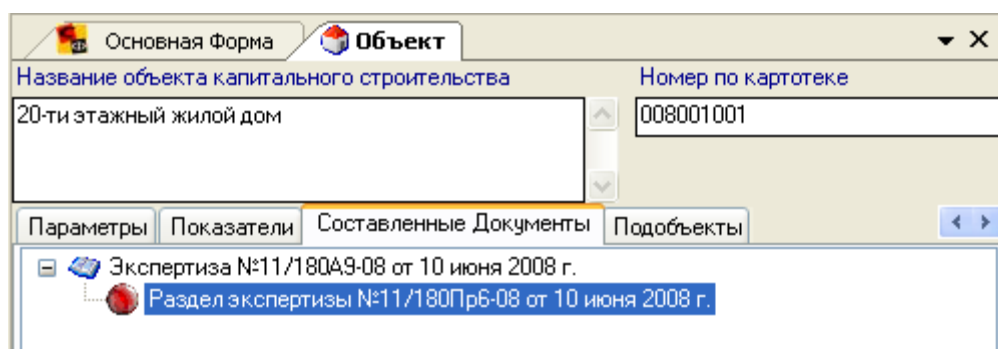 Основная Форма Объект
Название объекта капитального строительства Номер по картотеке
20-ти этажный жилой дом 008001001
Параметры Показатели Составленные Документы Подобъекты
Экспертиза №11/180А9-08 от 10 июня 2008 г.
Раздел экспертизы №11/180Пр6-08 от 10 июня 2008 г.